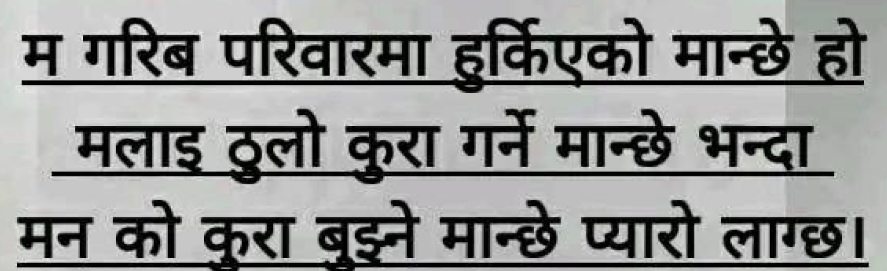 म गरिब परिवारमा हुर्किएको मान्छे हो
मलाइ ठुलो कुरा गर्ने मान्छे भन्दा
मन को कुरा बुझ्ने मान्छे प्यारो लाग्छ।